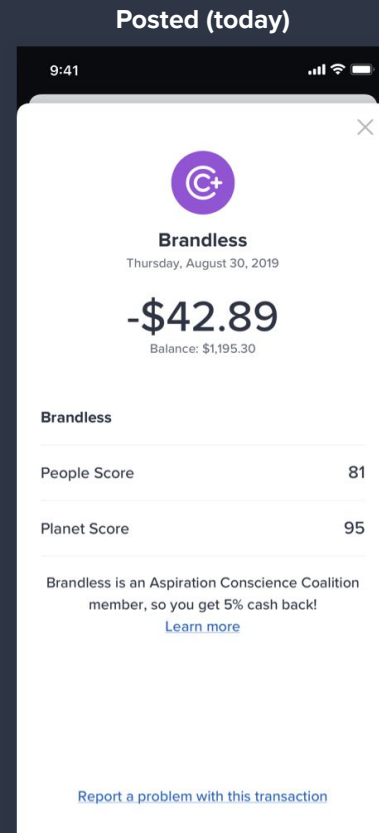 Posted (today)
9:41
C+
Brandless
Thursday, August 30, 2019
-$42.89
Balance: $1,195.30
Brandless
People Score 81
Planet Score 95
Brandless is an Aspiration Conscience Coalition
member, so you get 5% cash back!
Learn more
Report a problem with this transaction